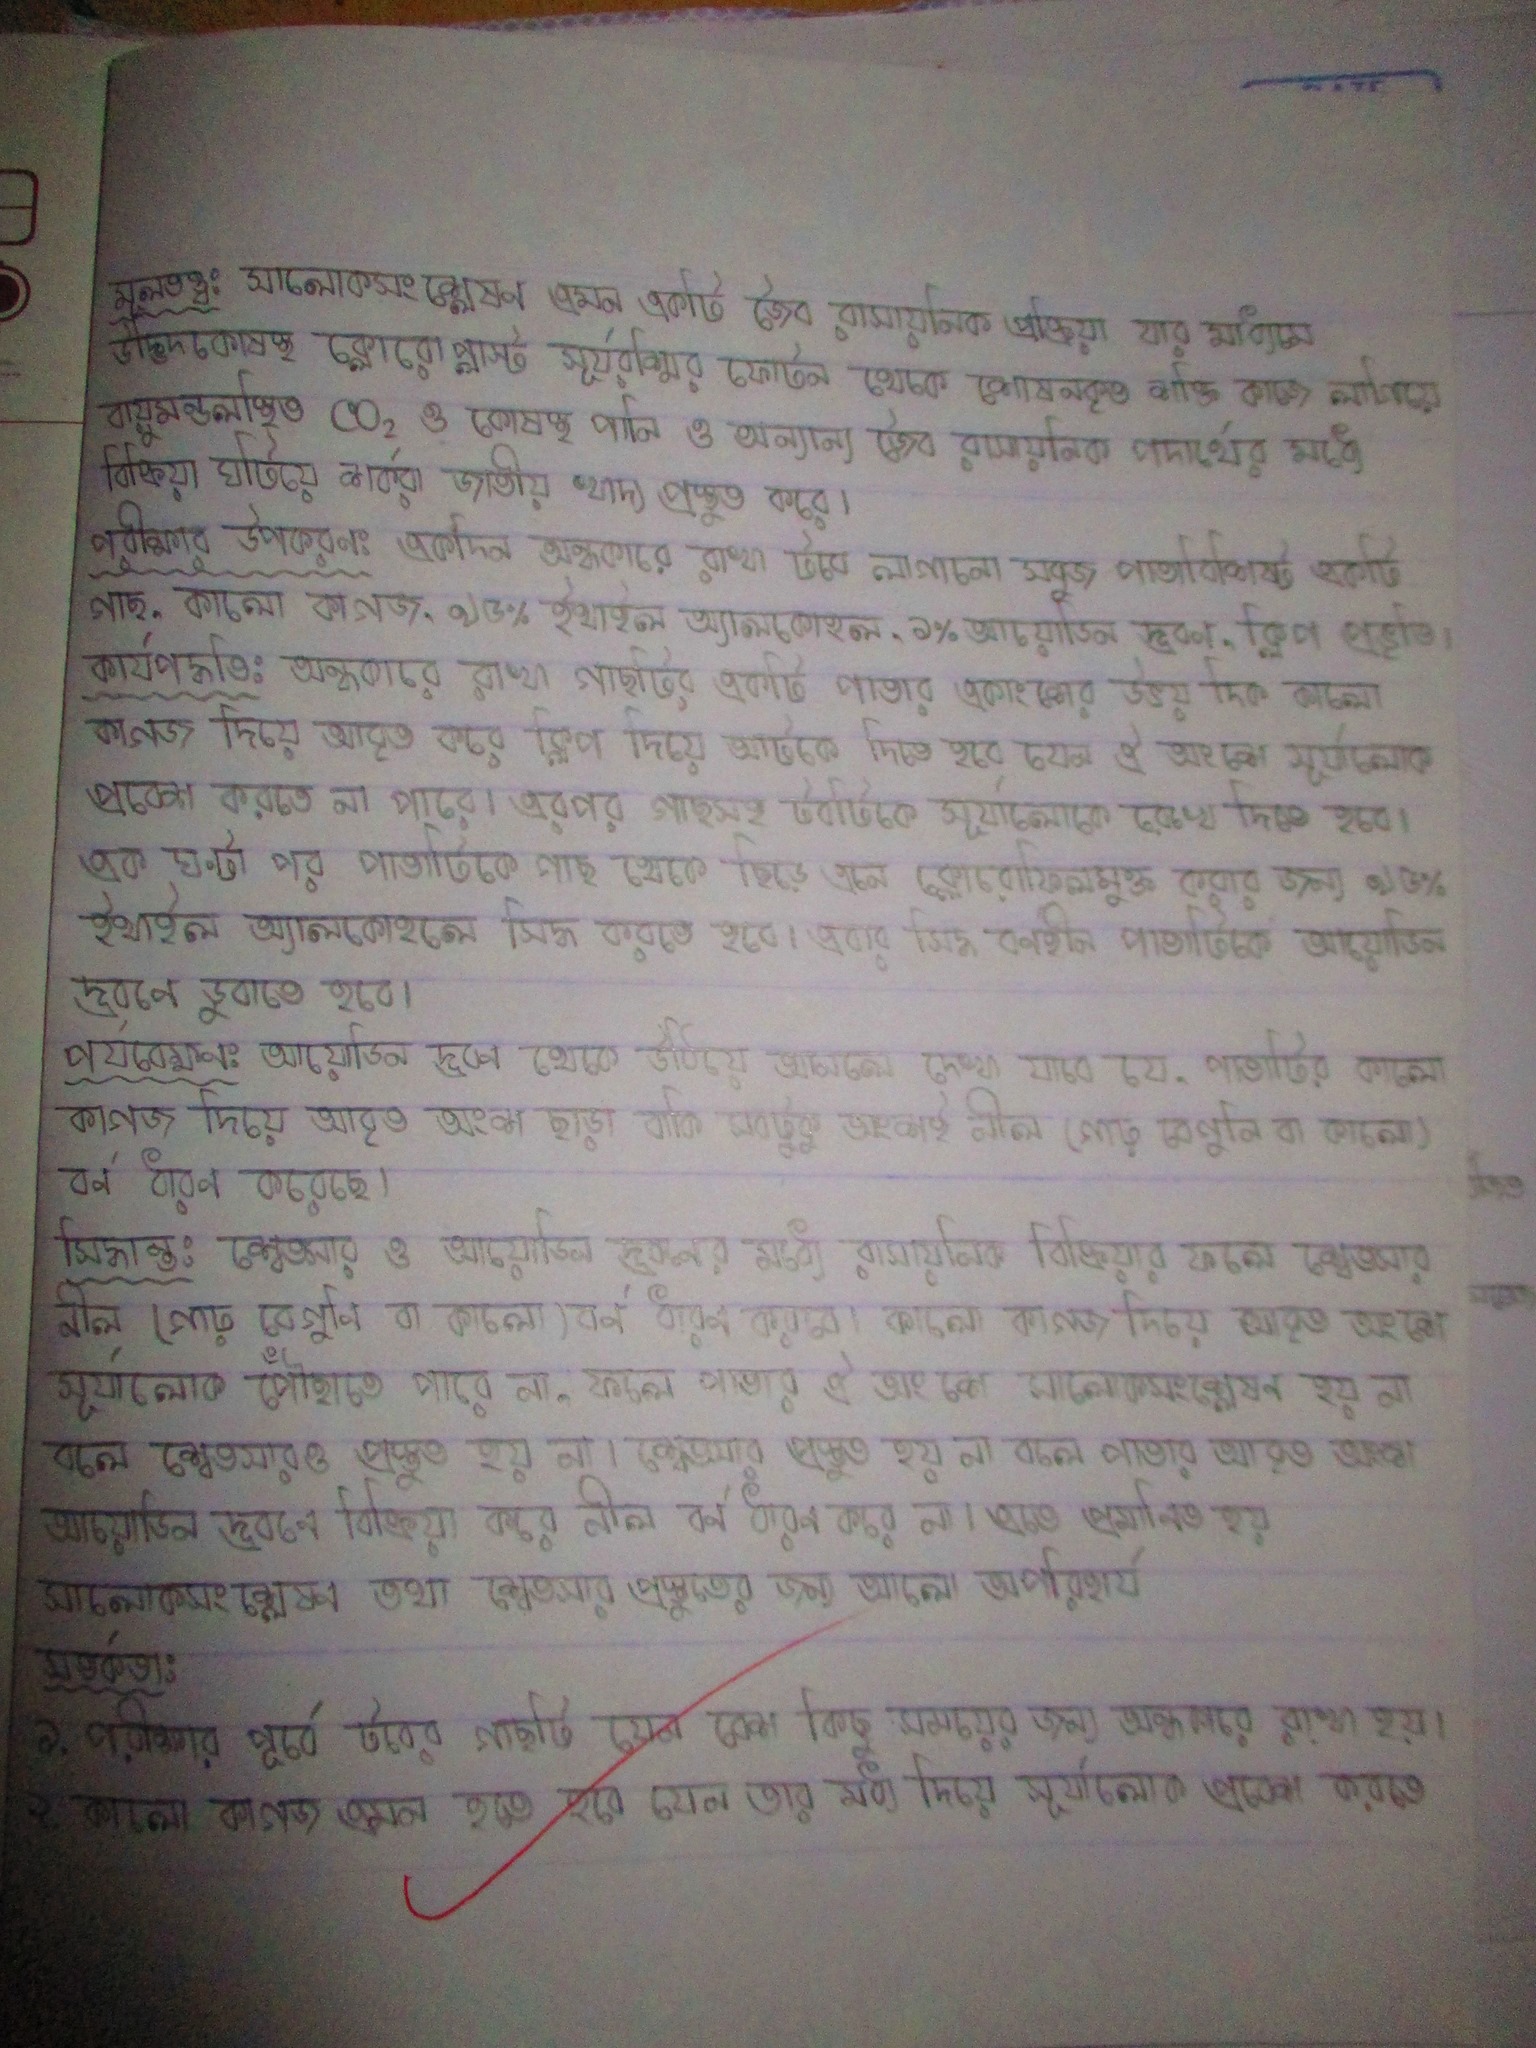 মূলতত্ত্ব: সালোকসংশ্লেষণ এমন একটি জৈব রাসায়নিক প্রক্রিয়া যার মাধ্যমে
উদ্ভিদকোষস্থ ক্লোরোপ্লাস্ট সূর্যরশ্মির ফোটন থেকে শোষনকৃত শক্তি কাজে লাগিয়ে
বায়ুমন্ডলস্থিত CO₂ ও কোষস্থ পানি ও অন্যান্য জৈব রাসায়নিক পদার্থের মধ্যে
বিক্রিয়া ঘটিয়ে শর্করা জাতীয় খাদ্য প্রস্তুত করে।
পরীক্ষার উপকরণ: একদিন অন্ধকারে রাখা টবে লাগানো সবুজ পাতাবিশিষ্ট একটি
গাছ, কালো কাগজ, ৯৫% ইথাইল অ্যালকোহল, ১% আয়োডিন দ্রবণ, ক্লিপ প্রভৃতি।
কার্যপদ্ধতি: অন্ধকারে রাখা গাছটির একটি পাতার একাংশের উভয় দিক কালো
কাগজ দিয়ে আবৃত করে ক্লিপ দিয়ে আটকে দিতে হবে যেন ঐ অংশে সূর্যালোক
প্রবেশ করতে না পারে। এরপর গাছসহ টবটিকে সূর্যালোকে রেখে দিতে হবে।
এক ঘন্টা পর পাতাটিকে গাছ থেকে ছিড়ে এনে ক্লোরোফিলমুক্ত করার জন্য ৯৫%
ইথাইল অ্যালকোহলে সিদ্ধ করতে হবে। এবার সিদ্ধ বর্ণহীন পাতাটিকে আয়োডিন
দ্রবণে ডুবাতে হবে।
পর্যবেক্ষণ: আয়োডিন দ্রবণ থেকে উঠিয়ে আনলে দেখা যাবে যে, পাতাটির কালো
কাগজ দিয়ে আবৃত অংশ ছাড়া বাকি সবটুকু অংশই নীল (গাঢ় বেগুনি বা কালো)
বর্ণ ধারণ করেছে।
সিদ্ধান্ত: শ্বেতসার ও আয়োডিন দ্রবনের মধ্যে রাসায়নিক বিক্রিয়ার ফলে শ্বেতসার
নীল (গাঢ় বেগুনি বা কালো) বর্ণ ধারণ করবে। কালো কাগজ দিয়ে আবৃত অংশে
সূর্যালোক পৌঁছাতে পারে না, ফলে পাতার ঐ অংশে সালোকসংশ্লেষণ হয় না
বলে শ্বেতসারও প্রস্তুত হয় না। শ্বেতসার প্রস্তুত হয় না বলে পাতার আবৃত অংশ
আয়োডিন দ্রবণে বিক্রিয়া করে নীল বর্ণ ধারণ করে না। এতে প্রমানিত হয়
সালোকসংশ্লেষণ তথা শ্বেতসার প্রস্তুতের জন্য আলো অপরিহার্য
সতর্কতা:
১. পরীক্ষার পূর্বে টবের গাছটি যেন বেশ কিছু সময়ের জন্য অন্ধকারে রাখা হয়।
২. কালো কাগজ এমন হতে হবে যেন তার মধ্য দিয়ে সূর্যালোক প্রবেশ করতে